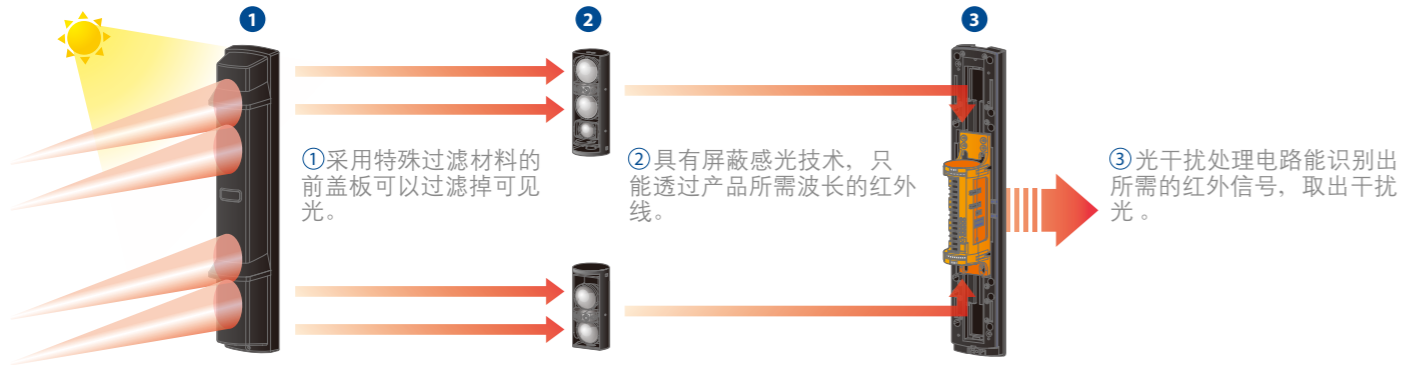 1
2
3
①采用特殊过滤材料的
前盖板可以过滤掉可见
光。
②具有屏蔽感光技术，只
能透过产品所需波长的红外
线。
③光干扰处理电路能识别出
所需的红外信号，取出干扰
光 。